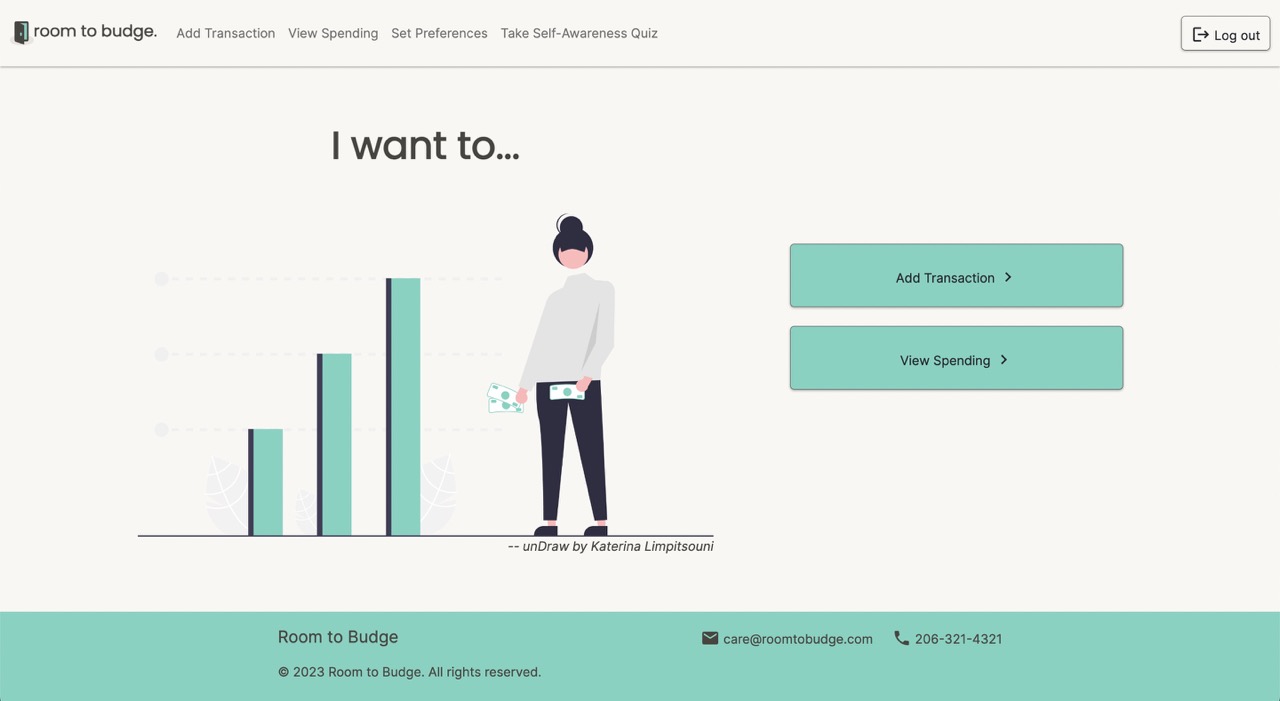 room to budge.
Add Transaction
View Spending
Set Preferences
Take Self-Awareness Quiz
Log out
I want to...
Add Transaction
View Spending
-- unDraw by Katerina Limpitsouni
Room to Budge
care@roomtobudge.com
206-321-4321
© 2023 Room to Budge. All rights reserved.